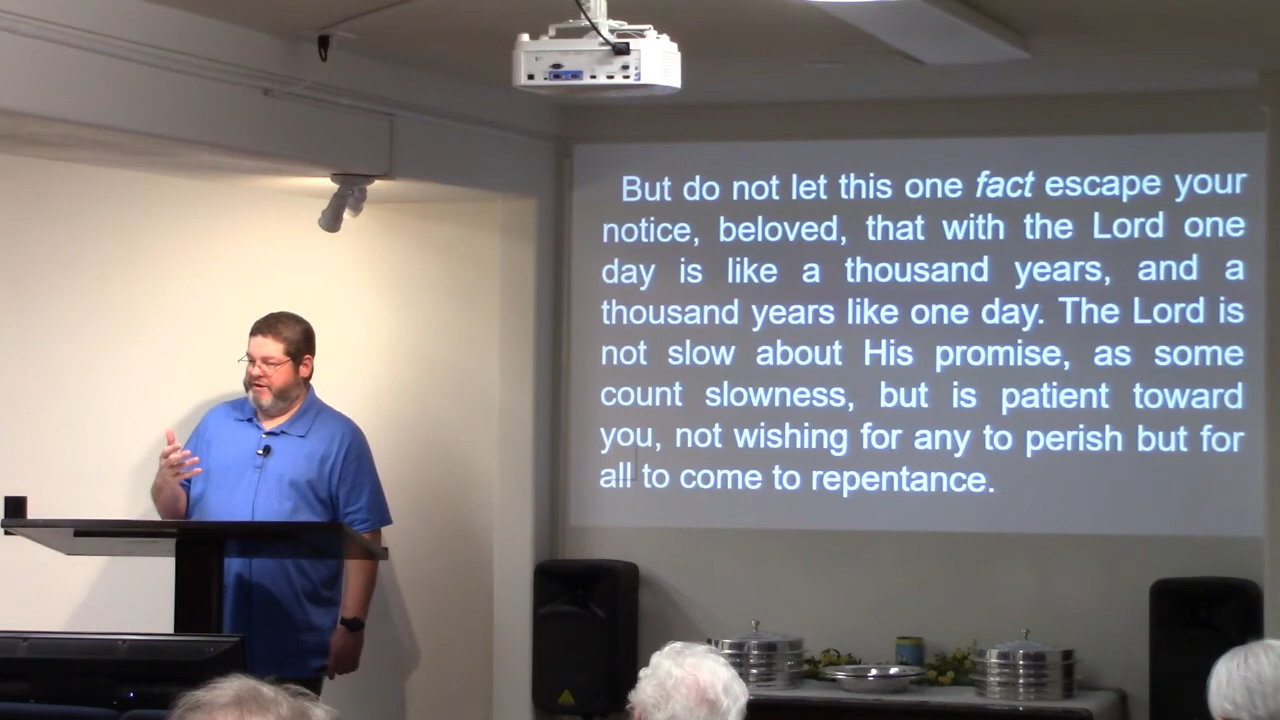 But do not let this one fact escape your
notice, beloved, that with the Lord one
day is like a thousand years, and a
thousand years like one day. The Lord is
not slow about His promise, as some
count slowness, but is patient toward
you, not wishing for any to perish but for
all to come to repentance.